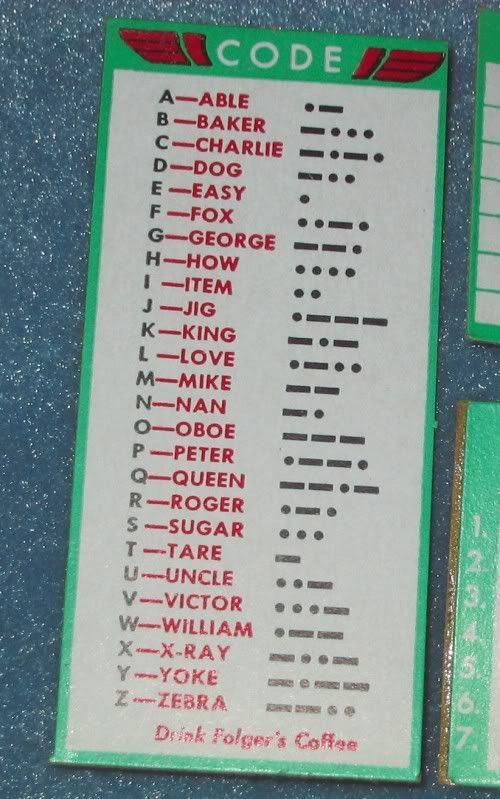 CODE
A—ABLE •—
B—BAKER —•••
C—CHARLIE —•—•
D—DOG —••
E—EASY •
F—FOX ••—•
G—GEORGE ——•
H—HOW ••••
I—ITEM ••
J—JIG •———
K—KING —•—
L—LOVE •—••
M—MIKE ——
N—NAN —•
O—OBOE ———
P—PETER •——•
Q—QUEEN ——•—
R—ROGER •—•
S—SUGAR •••
T—TARE —
U—UNCLE ••—
V—VICTOR •••—
W—WILLIAM •——
X—X-RAY —••—
Y—YOKE —•——
Z—ZEBRA ——••
Drink Folger's Coffee
1.
2.
3.
4.
5.
6.
7.